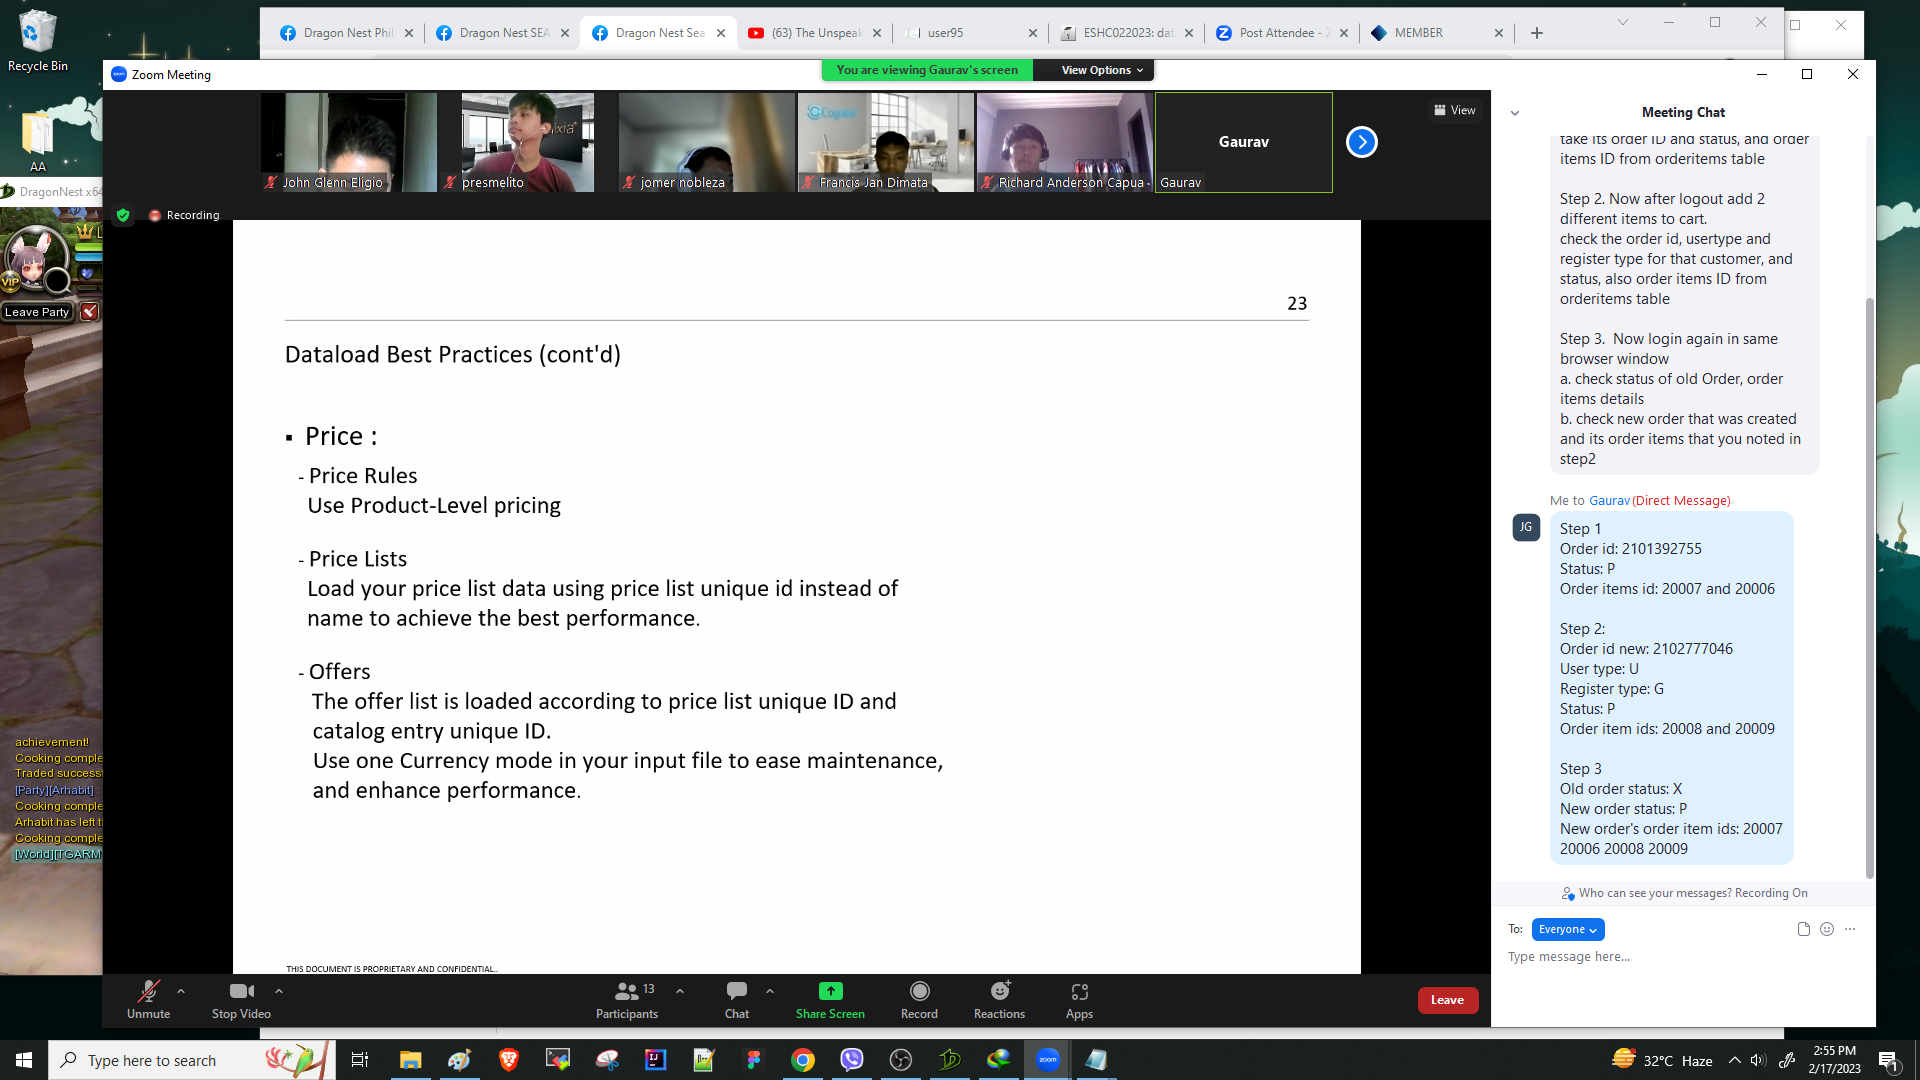 Recycle Bin
AA
DragonNest x64
VIP
Leave Party
achievement!
Cooking comple
Traded success
[Party][Arhabit] :
Cooking comple
Arhabit has left t
Cooking comple
[World][TGARM
Dragon Nest Phil
Dragon Nest SEA
Dragon Nest Sea
(63) The Unspeak
user95
ESHC022023: dat
Post Attendee - Z
MEMBER
Zoom Meeting
You are viewing Gaurav's screen
View Options
View
John Glenn Eligio
presmelito
jomer nobleza
Francis Jan Dimata
Richard Anderson Capua
Gaurav
Gaurav
Recording
23
Dataload Best Practices (cont'd)
▪ Price :
- Price Rules
Use Product-Level pricing
- Price Lists
Load your price list data using price list unique id instead of
name to achieve the best performance.
- Offers
The offer list is loaded according to price list unique ID and
catalog entry unique ID.
Use one Currency mode in your input file to ease maintenance,
and enhance performance.
THIS DOCUMENT IS PROPRIETARY AND CONFIDENTIAL..
Meeting Chat
take its order ID and status, and order
items ID from orderitems table
Step 2. Now after logout add 2
different items to cart.
check the order id, usertype and
register type for that customer, and
status, also order items ID from
orderitems table
Step 3.  Now login again in same
browser window
a. check status of old Order, order
items details
b. check new order that was created
and its order items that you noted in
step2
Me to Gaurav (Direct Message)
JG
Step 1
Order id: 2101392755
Status: P
Order items id: 20007 and 20006
Step 2:
Order id new: 2102777046
User type: U
Register type: G
Status: P
Order item ids: 20008 and 20009
Step 3
Old order status: X
New order status: P
New order's order item ids: 20007
20006 20008 20009
Who can see your messages? Recording On
To: Everyone
Type message here...
Unmute
Stop Video
13
Participants
Chat
Share Screen
Record
Reactions
Apps
Leave
Type here to search
32°C Haze
2:55 PM
2/17/2023
1